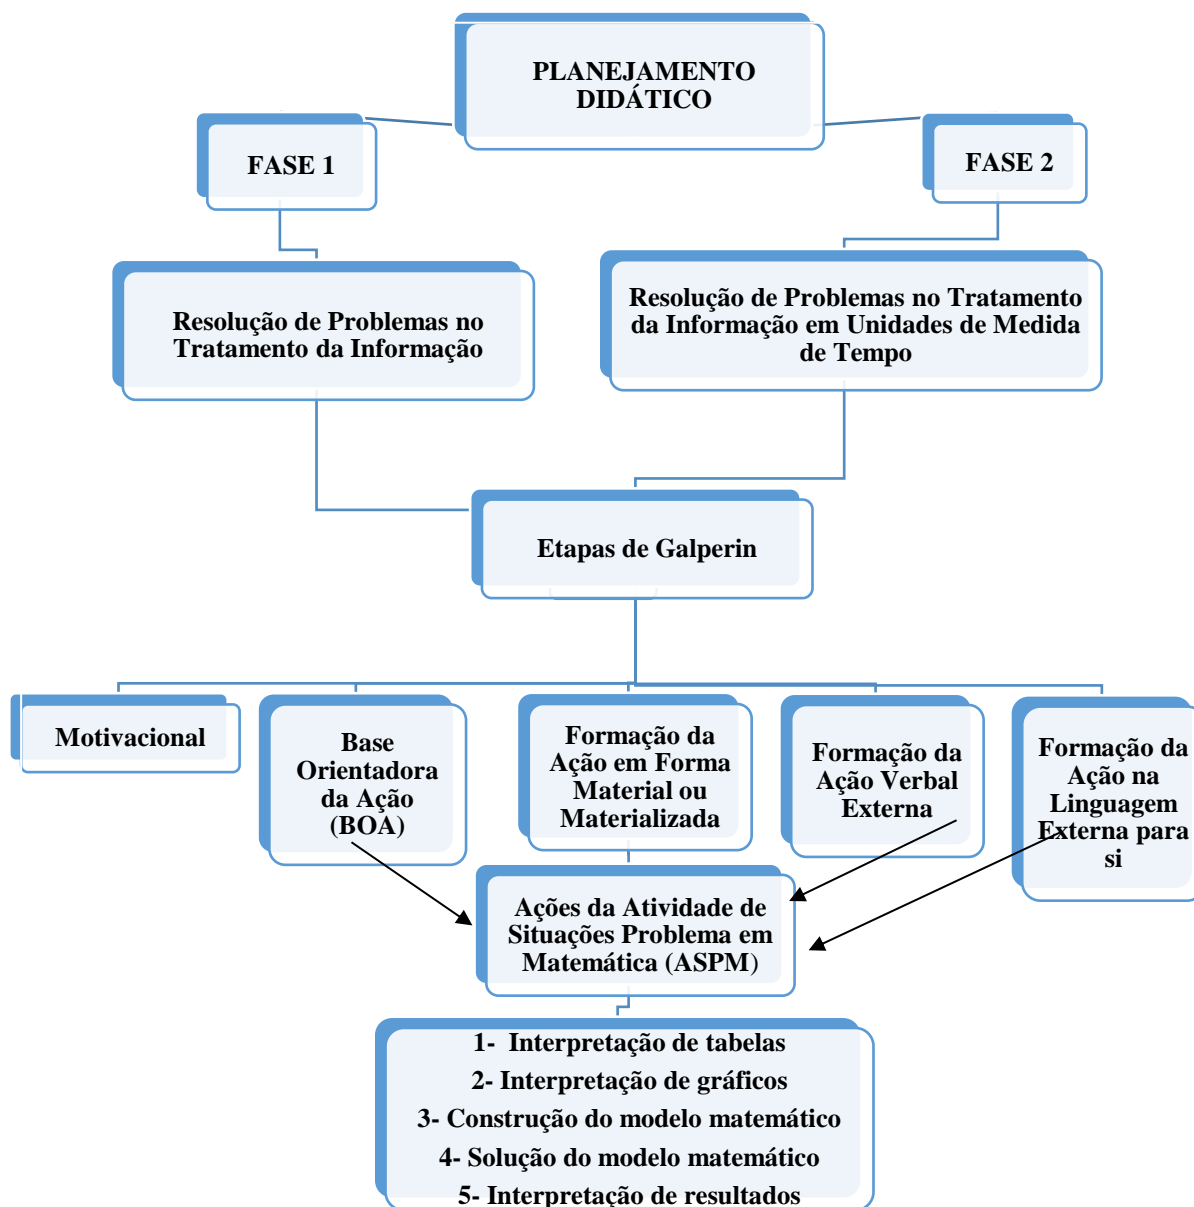 PLANEJAMENTO
DIDÁTICO
FASE 1
FASE 2
Resolução de Problemas no
Tratamento da Informação
Resolução de Problemas no Tratamento
da Informação em Unidades de Medida
de Tempo
Etapas de Galperin
Motivacional
Base
Orientadora
da Ação
(BOA)
Formação da
Ação em Forma
Material ou
Materializada
Formação da
Ação Verbal
Externa
Formação da
Ação na
Linguagem
Externa para
si
Ações da Atividade de
Situações Problema em
Matemática (ASPM)
1- Interpretação de tabelas
2- Interpretação de gráficos
3- Construção do modelo matemático
4- Solução do modelo matemático
5- Interpretação de resultados